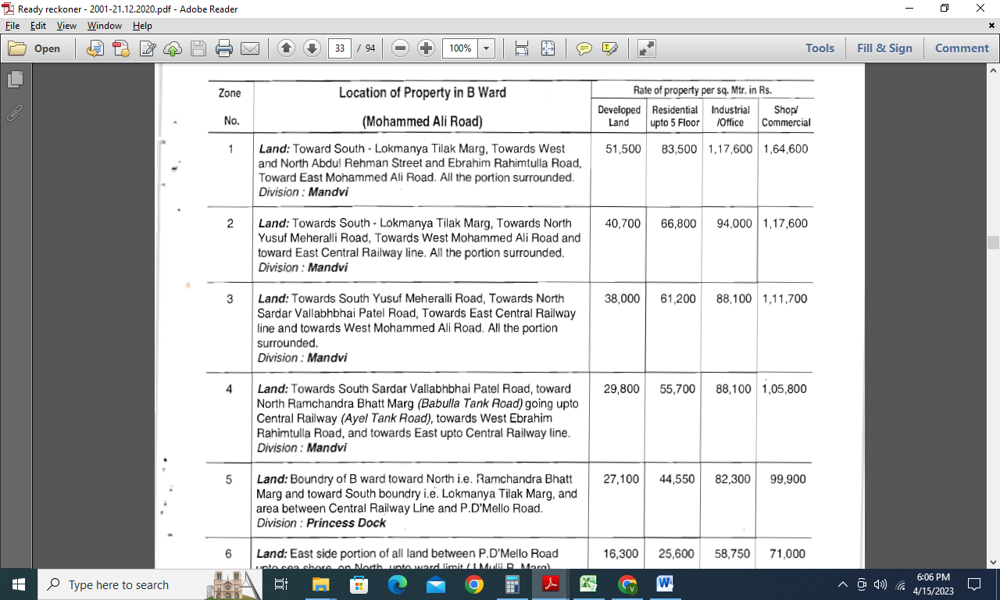 Ready reckoner - 2001-21.12.2020.pdf - Adobe Reader
File Edit View Window Help
Open 33 / 94 100% Tools Fill & Sign Comment
Zone No. Location of Property in B Ward (Mohammed Ali Road) Rate of property per sq. Mtr. in Rs.
Developed Land Residential upto 5 Floor Industrial /Office Shop/ Commercial
1 Land: Toward South - Lokmanya Tilak Marg, Towards West 51,500 83,500 1,17,600 1,64,600
and North Abdul Rehman Street and Ebrahim Rahimtulla Road,
Toward East Mohammed Ali Road. All the portion surrounded.
Division : Mandvi
2 Land: Towards South - Lokmanya Tilak Marg, Towards North 40,700 66,800 94,000 1,17,600
Yusuf Meheralli Road, Towards West Mohammed Ali Road and
toward East Central Railway line. All the portion surrounded.
Division : Mandvi
3 Land: Towards South Yusuf Meheralli Road, Towards North 38,000 61,200 88,100 1,11,700
Sardar Vallabhbhai Patel Road, Towards East Central Railway
line and towards West Mohammed Ali Road. All the portion
surrounded.
Division : Mandvi
4 Land: Towards South Sardar Vallabhbhai Patel Road, toward 29,800 55,700 88,100 1,05,800
North Ramchandra Bhatt Marg (Babulla Tank Road) going upto
Central Railway (Ayel Tank Road), towards West Ebrahim
Rahimtulla Road, and towards East upto Central Railway line.
Division : Mandvi
5 Land: Boundry of B ward toward North i.e. Ramchandra Bhatt 27,100 44,550 82,300 99,900
Marg and toward South boundry i.e. Lokmanya Tilak Marg, and
area between Central Railway Line and P.D'Mello Road.
Division : Princess Dock
6 Land: East side portion of all land between P.D'Mello Road 16,300 25,600 58,750 71,000
upto sea shore, on North, upto ward limit
Type here to search
6:06 PM
4/15/2023